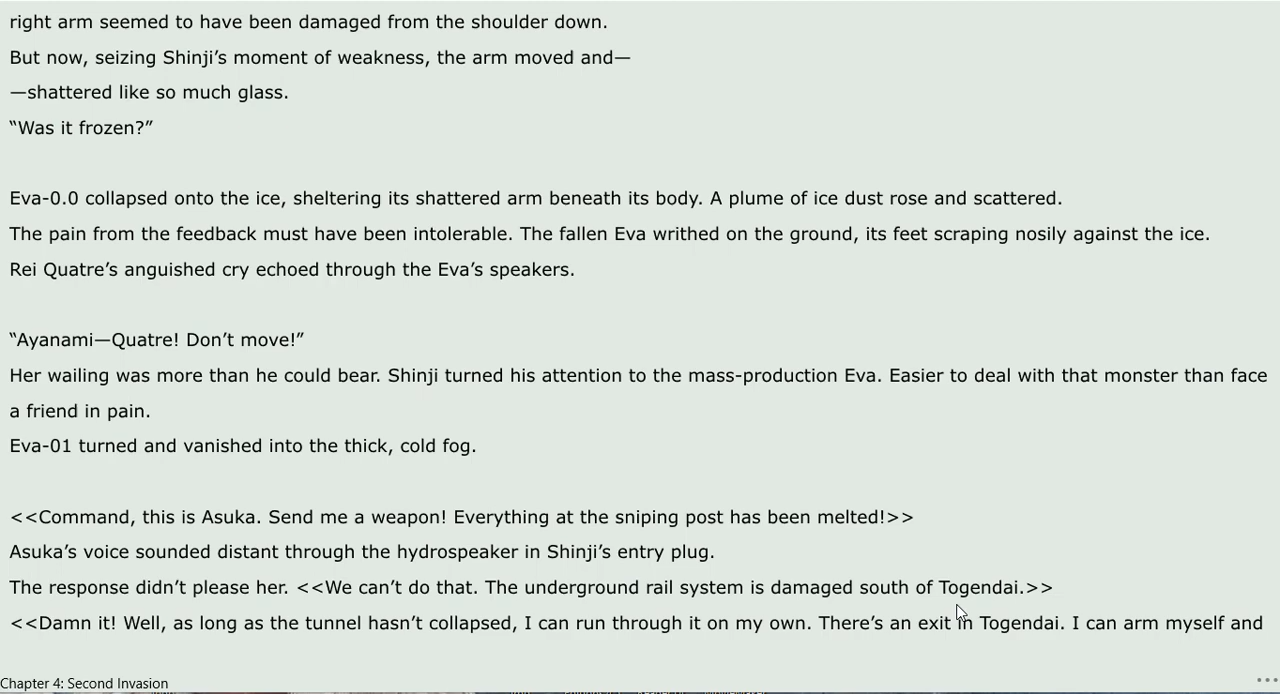 right arm seemed to have been damaged from the shoulder down.
But now, seizing Shinji’s moment of weakness, the arm moved and—
—shattered like so much glass.
“Was it frozen?”
Eva-0.0 collapsed onto the ice, sheltering its shattered arm beneath its body. A plume of ice dust rose and scattered.
The pain from the feedback must have been intolerable. The fallen Eva writhed on the ground, its feet scraping nosily against the ice.
Rei Quatre’s anguished cry echoed through the Eva’s speakers.
“Ayanami—Quatre! Don’t move!”
Her wailing was more than he could bear. Shinji turned his attention to the mass-production Eva. Easier to deal with that monster than face
a friend in pain.
Eva-01 turned and vanished into the thick, cold fog.
<<Command, this is Asuka. Send me a weapon! Everything at the sniping post has been melted!>>
Asuka’s voice sounded distant through the hydrospeaker in Shinji’s entry plug.
The response didn’t please her. <<We can’t do that. The underground rail system is damaged south of Togendai.>>
<<Damn it! Well, as long as the tunnel hasn’t collapsed, I can run through it on my own. There’s an exit in Togendai. I can arm myself and
Chapter 4: Second Invasion